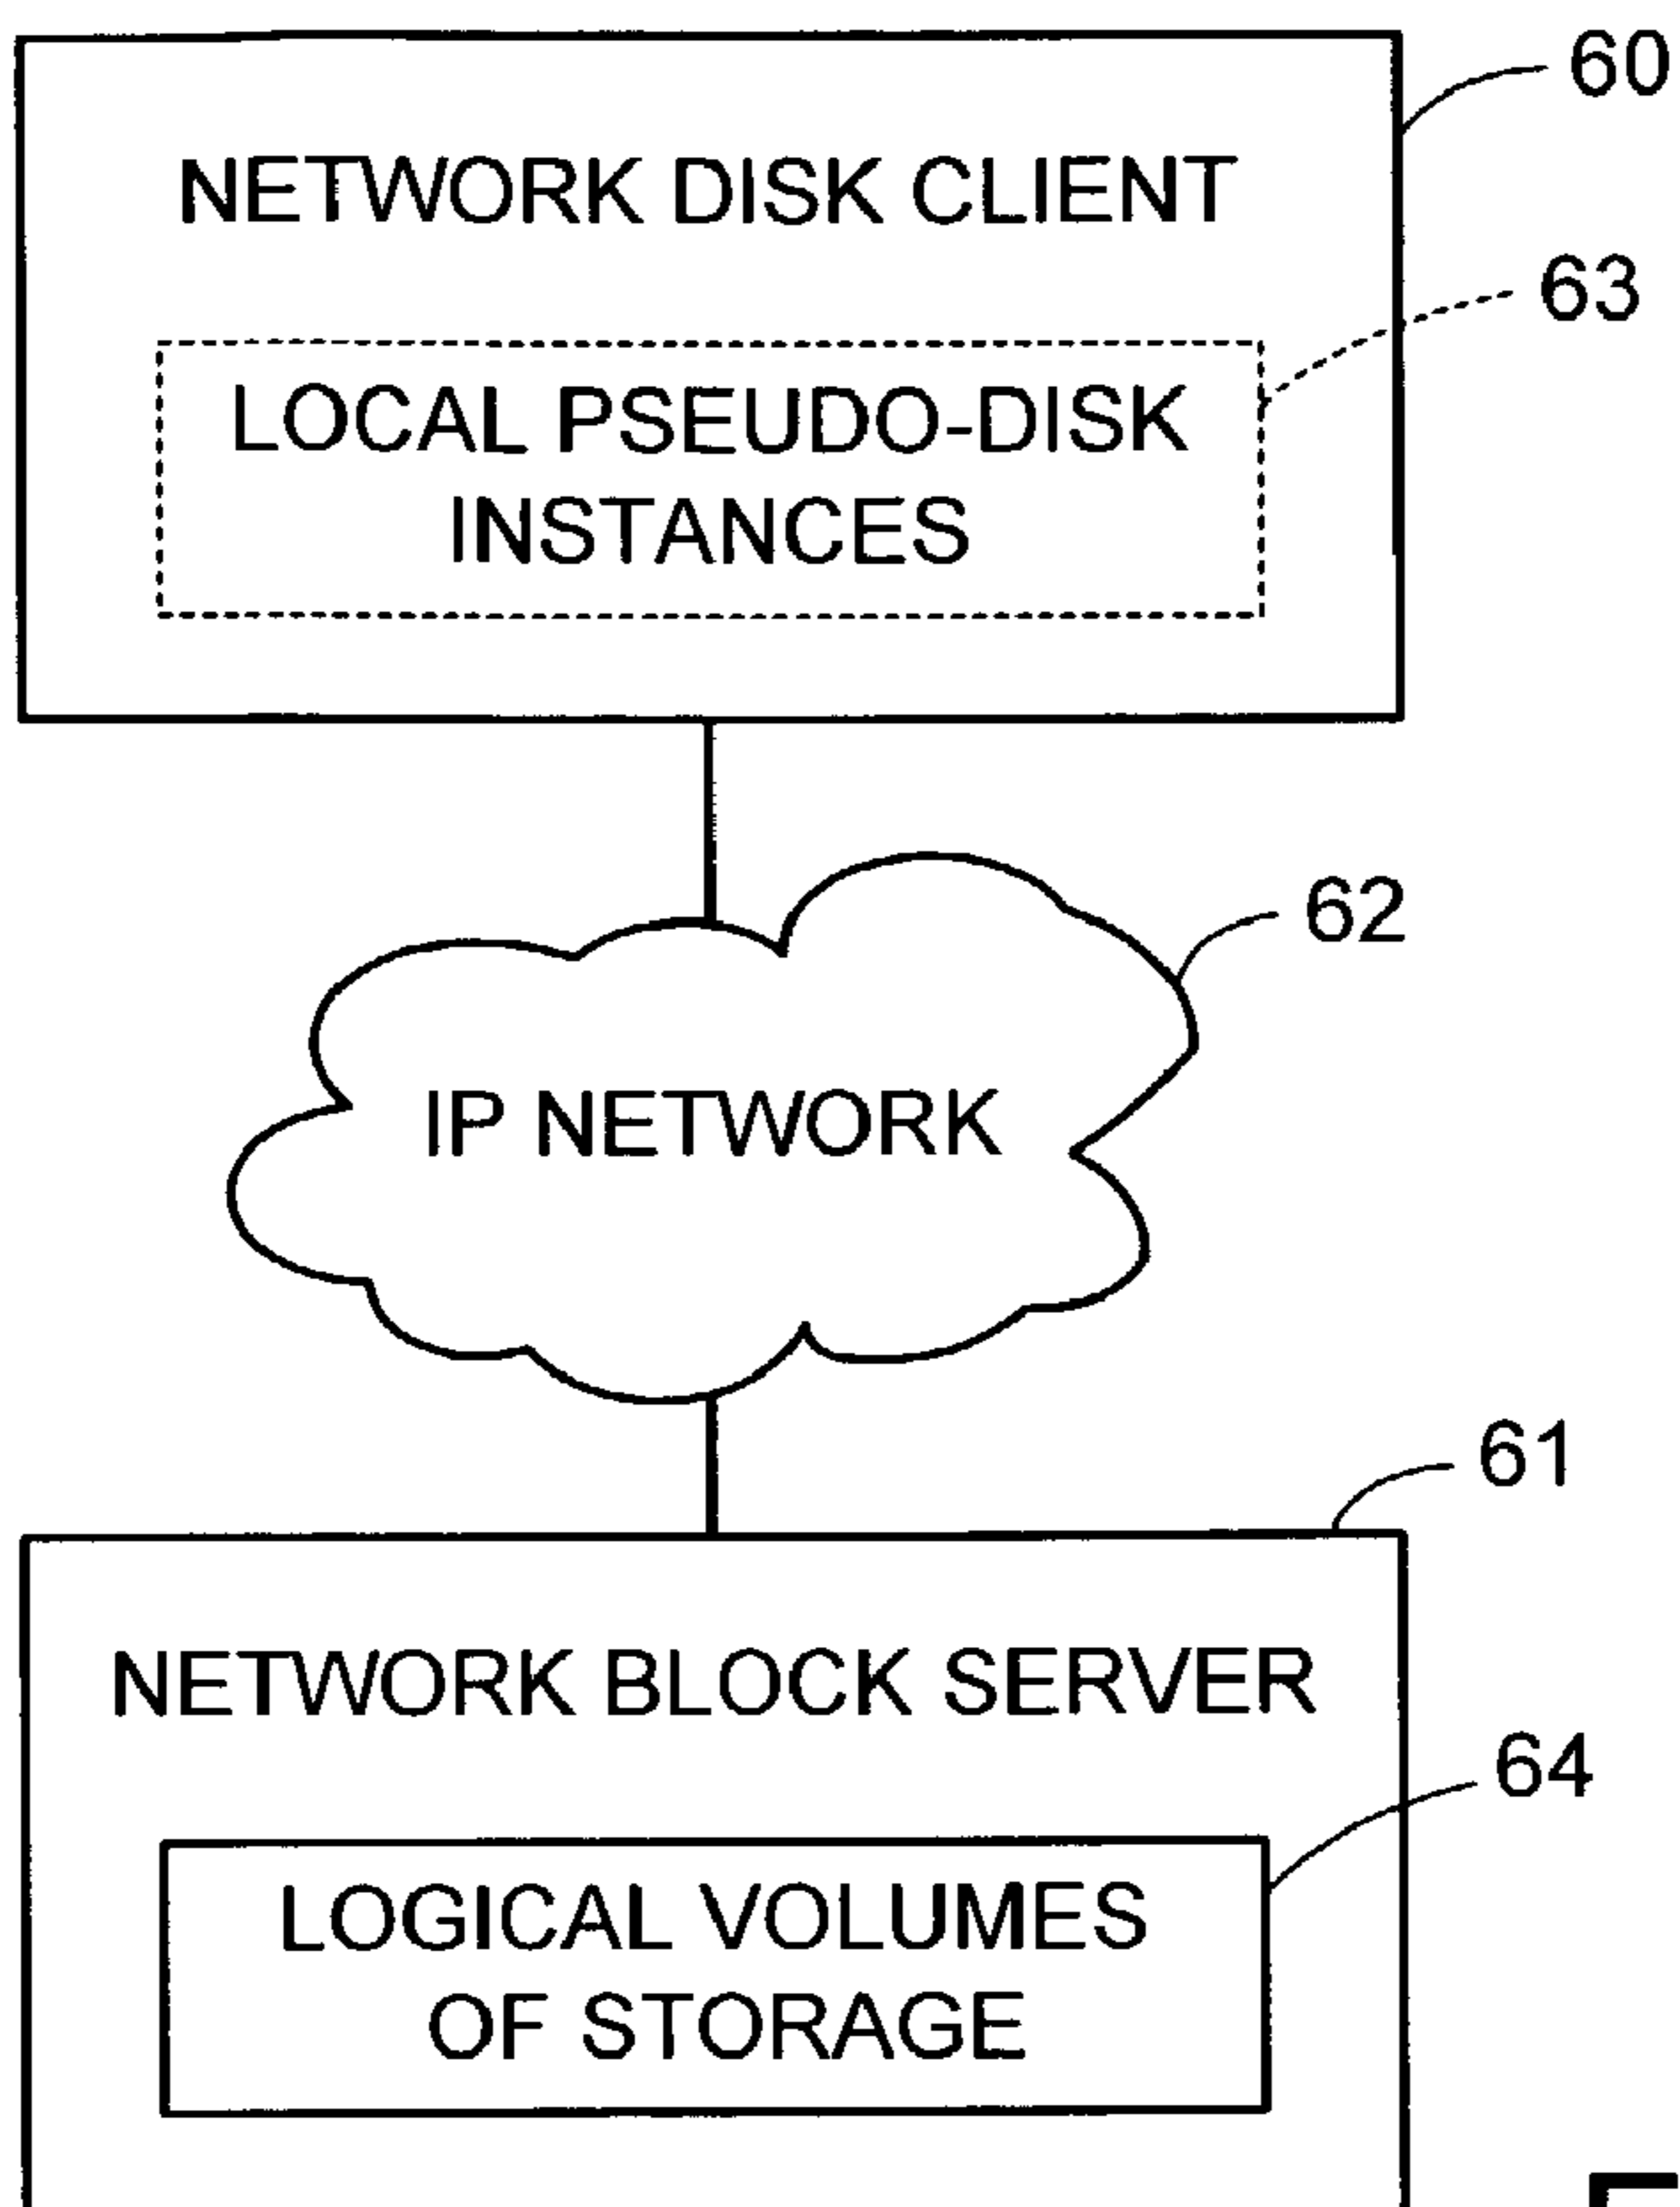 60
NETWORK DISK CLIENT
63
LOCAL PSEUDO-DISK
INSTANCES
62
IP NETWORK
61
NETWORK BLOCK SERVER
64
LOGICAL VOLUMES
OF STORAGE